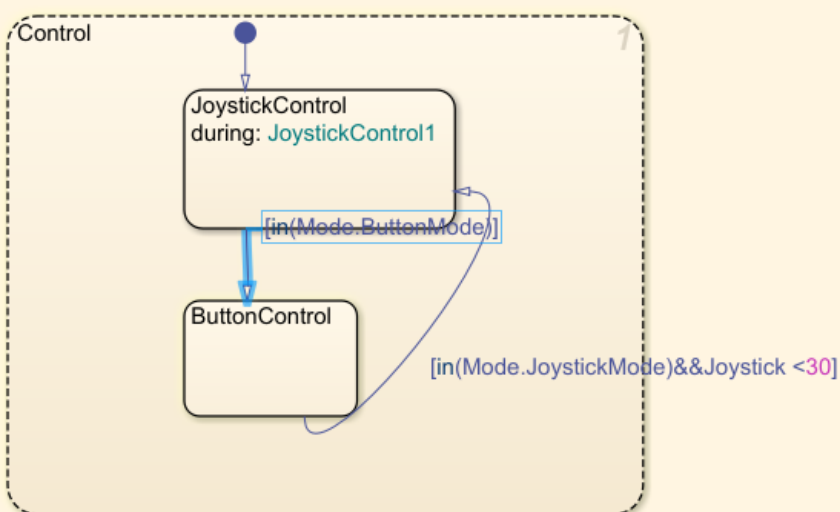 Control
1
JoystickControl
during: JoystickControl1
[in(Mode.ButtonMode)]
ButtonControl
[in(Mode.JoystickMode)&&Joystick <30]